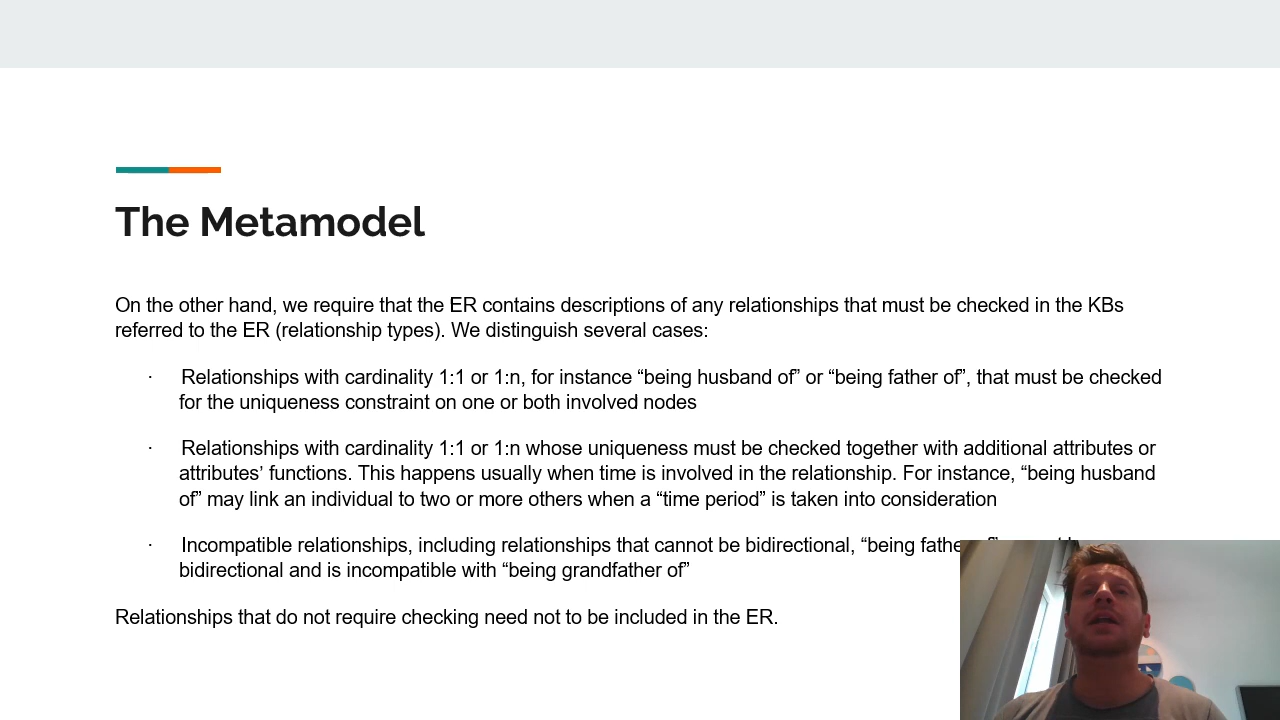 The Metamodel
On the other hand, we require that the ER contains descriptions of any relationships that must be checked in the KBs
referred to the ER (relationship types). We distinguish several cases:
· Relationships with cardinality 1:1 or 1:n, for instance “being husband of” or “being father of”, that must be checked
for the uniqueness constraint on one or both involved nodes
· Relationships with cardinality 1:1 or 1:n whose uniqueness must be checked together with additional attributes or
attributes’ functions. This happens usually when time is involved in the relationship. For instance, “being husband
of” may link an individual to two or more others when a “time period” is taken into consideration
· Incompatible relationships, including relationships that cannot be bidirectional, “being
bidirectional and is incompatible with “being grandfather of”
Relationships that do not require checking need not to be included in the ER.